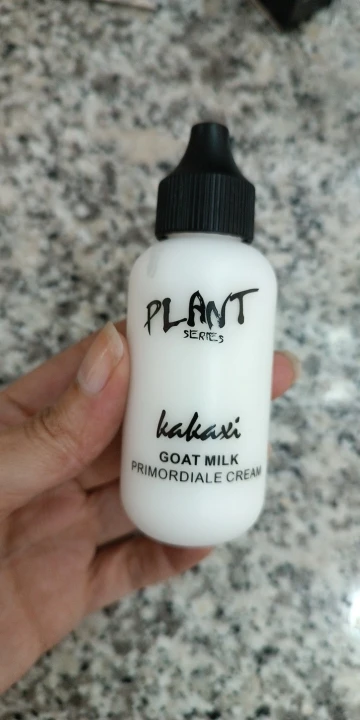 PLANT
SERIES
kakaxi
GOAT MILK
PRIMORDIALE CREAM